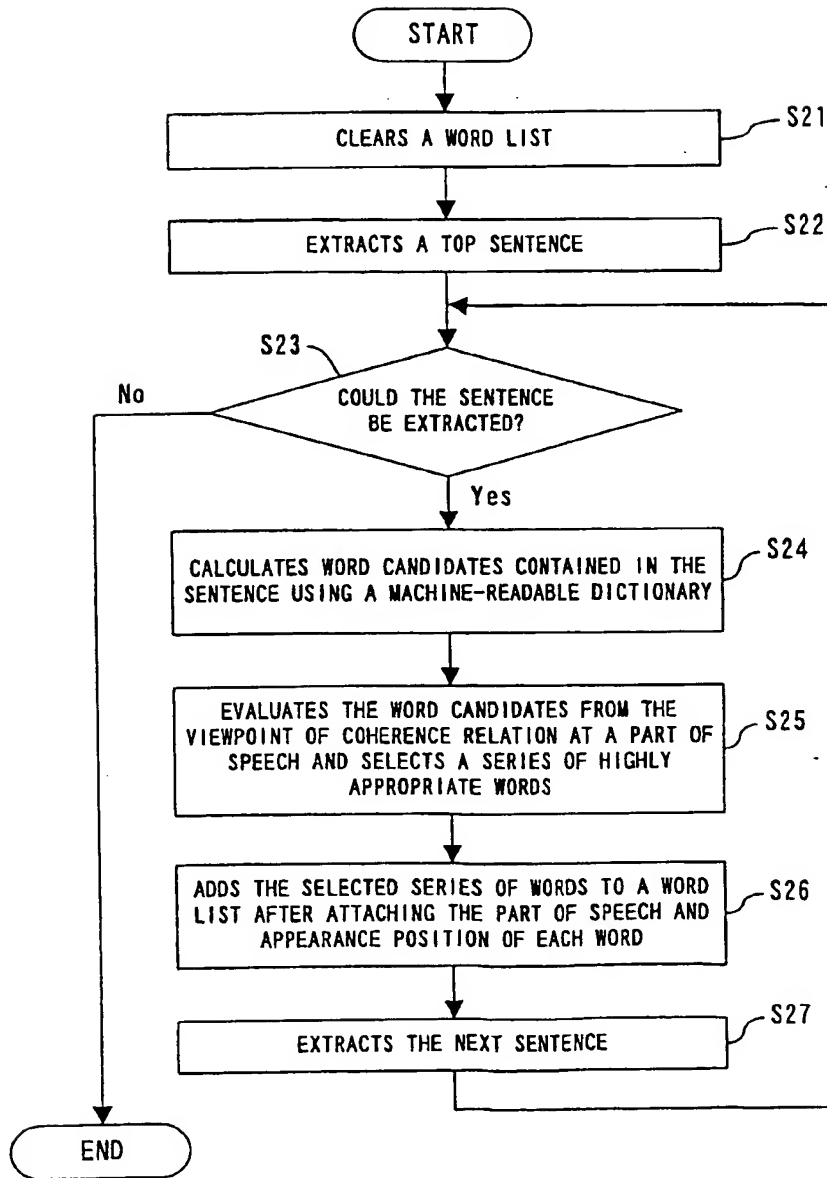 START
S21
CLEARS A WORD LIST
S22
EXTRACTS A TOP SENTENCE
S23
No
COULD THE SENTENCE
BE EXTRACTED?
Yes
S24
CALCULATES WORD CANDIDATES CONTAINED IN THE
SENTENCE USING A MACHINE-READABLE DICTIONARY
S25
EVALUATES THE WORD CANDIDATES FROM THE
VIEWPOINT OF COHERENCE RELATION AT A PART OF
SPEECH AND SELECTS A SERIES OF HIGHLY
APPROPRIATE WORDS
S26
ADDS THE SELECTED SERIES OF WORDS TO A WORD
LIST AFTER ATTACHING THE PART OF SPEECH AND
APPEARANCE POSITION OF EACH WORD
S27
EXTRACTS THE NEXT SENTENCE
END